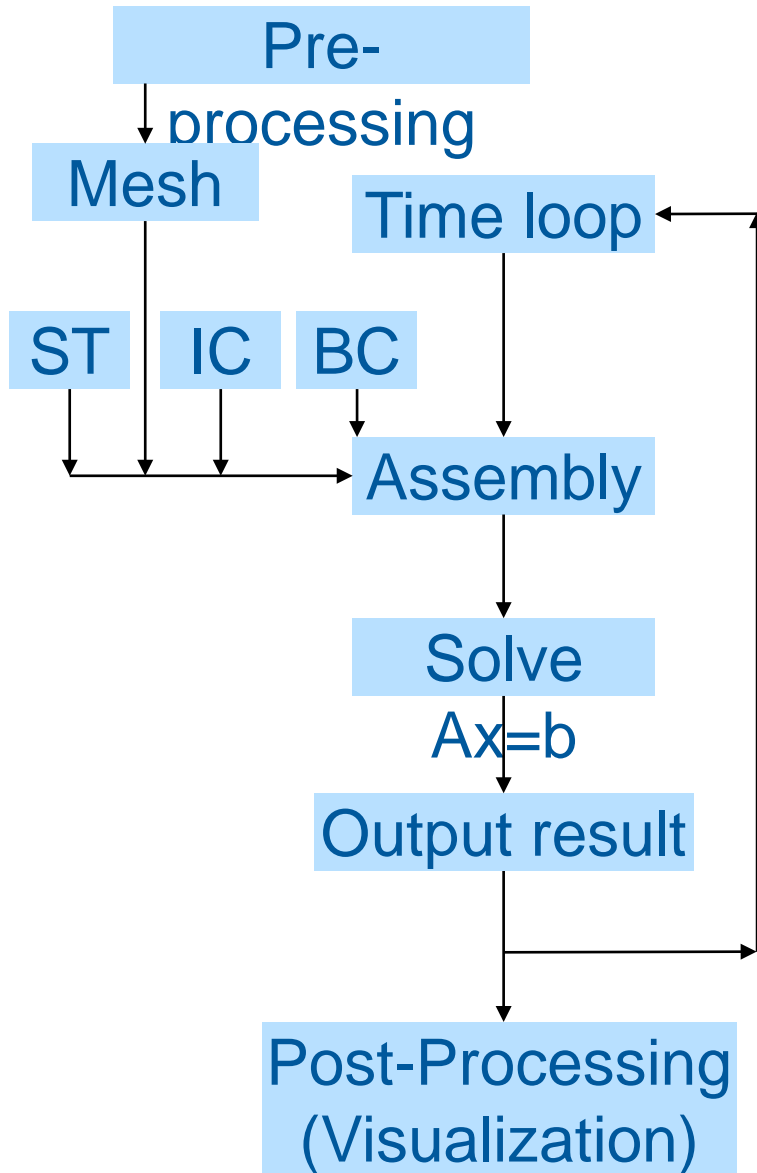 Pre-
processing
Mesh
Time loop
ST
IC
BC
Assembly
Solve
Ax=b
Output result
Post-Processing
(Visualization)